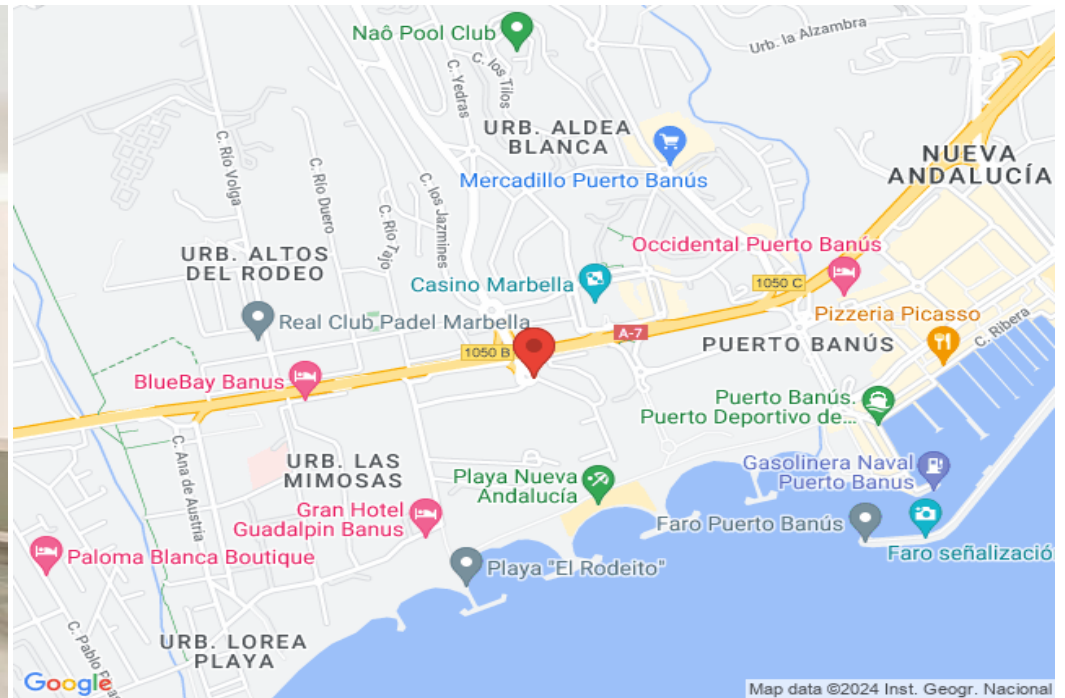 Naô Pool Club
Urb. la Alzambra
C. los Tilos
C. Yedras
URB. ALDEA
BLANCA
NUEVA
ANDALUCÍA
Mercadillo Puerto Banús
C. Río Volga
C. Río Duero
C. Río Tajo
C. los Jazmines
URB. ALTOS
DEL RODEO
Occidental Puerto Banús
Casino Marbella
1050 C
Pizzeria Picasso
C. Ribera
Real Club Padel Marbella
A-7
1050 B
PUERTO BANÚS
BlueBay Banus
Puerto Banús.
Puerto Deportivo de...
C. Ana de Austria
URB. LAS
MIMOSAS
Playa Nueva
Andalucía
Gasolinera Naval
Puerto Banus
Gran Hotel
Guadalpin Banus
Faro Puerto Banús
Paloma Blanca Boutique
Playa "El Rodeito"
Faro señalizació
C. Pablo
URB. LOREA
PLAYA
Google
Map data ©2024 Inst. Geogr. Nacional